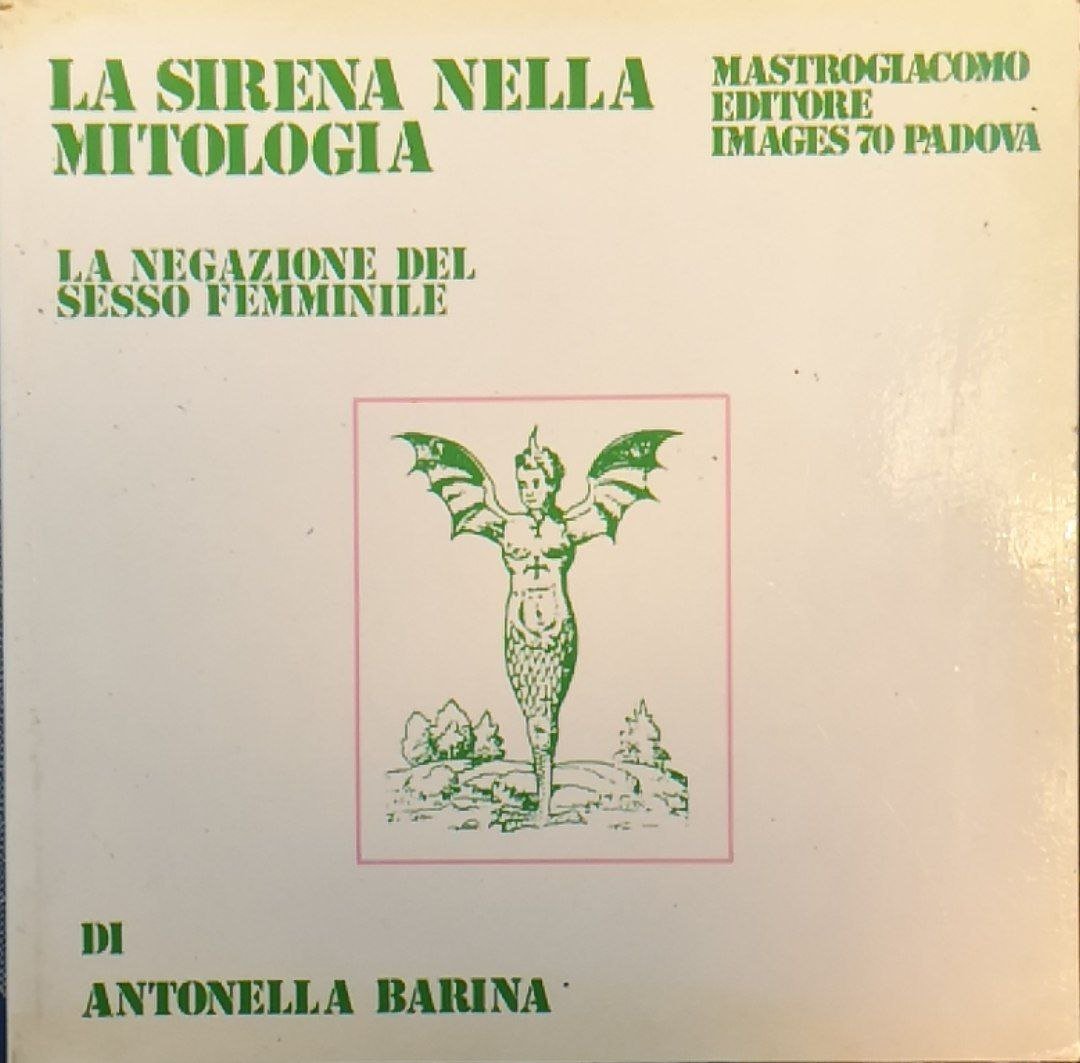 LA SIRENA NELLA
MITOLOGIA
MASTROGIACOMO
EDITORE
IMAGES 70 PADOVA
LA NEGAZIONE DEL
SESSO FEMMINILE
DI
ANTONELLA BARINA